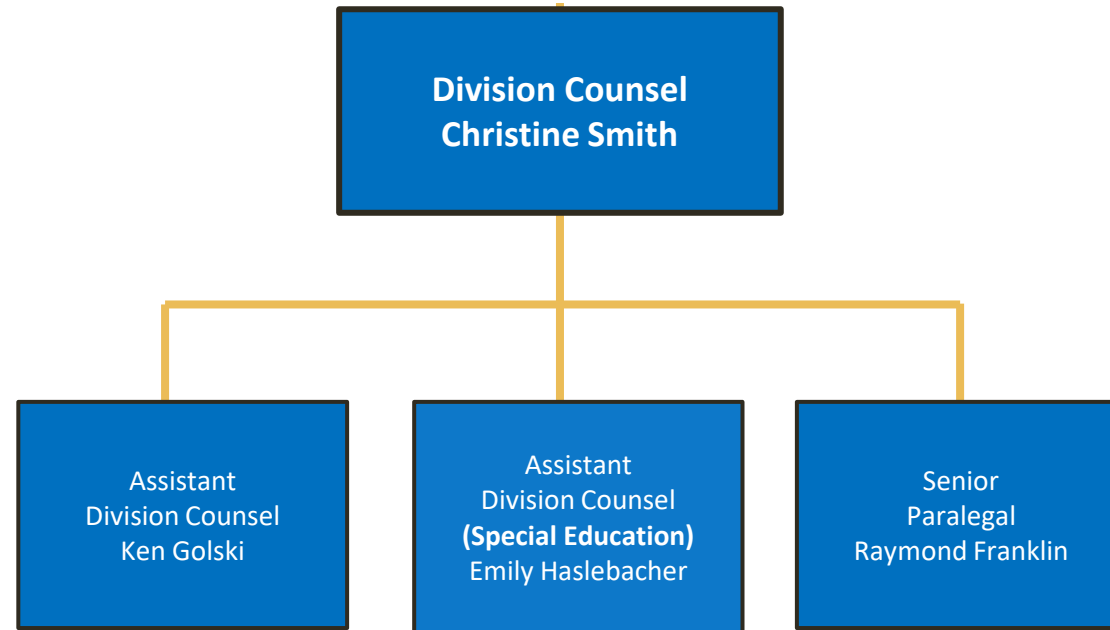 Division Counsel
Christine Smith
Assistant
Division Counsel
Ken Golski
Assistant
Division Counsel
(Special Education)
Emily Haslebacher
Senior
Paralegal
Raymond Franklin